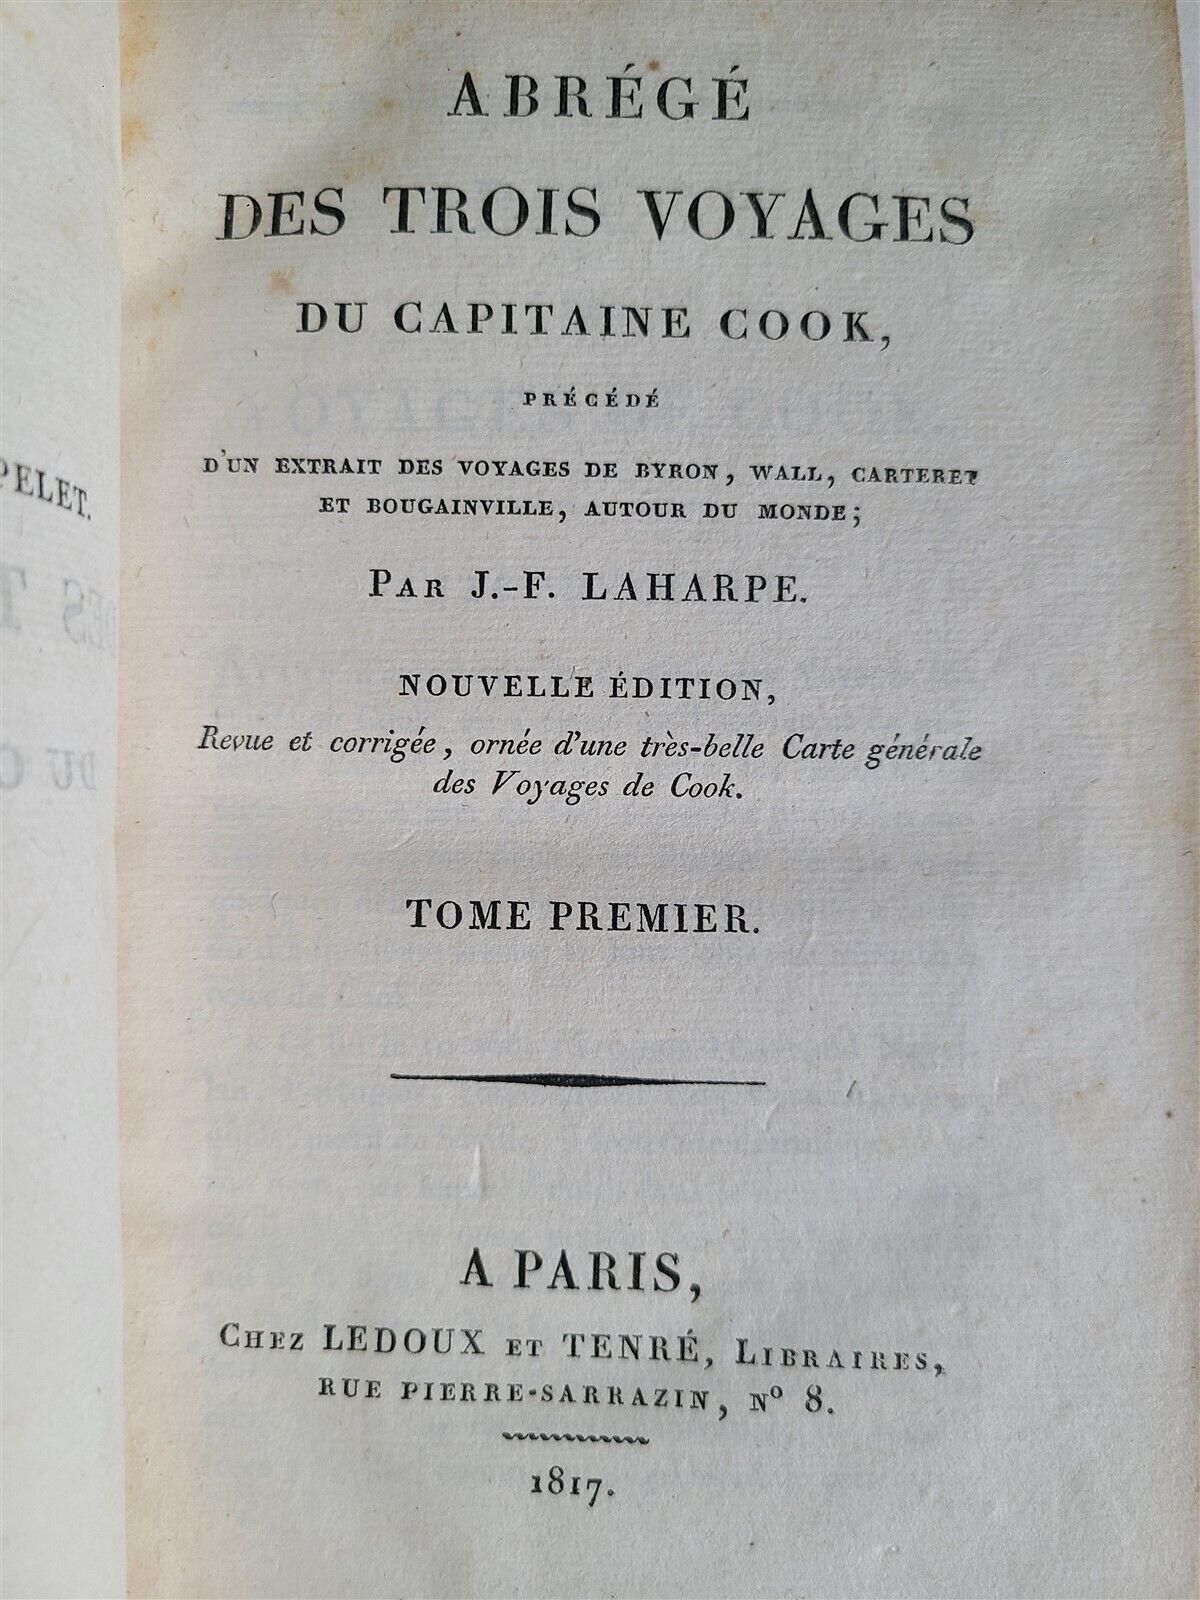 PELET.
ABRÉGÉ
DES TROIS VOYAGES
DU CAPITAINE COOK,
PRÉCÉDÉ
D'UN EXTRAIT DES VOYAGES DE BYRON, WALL, CARTERET
ET BOUGAINVILLE, AUTOUR DU MONDE;
PAR J.-F. LAHARPE.
NOUVELLE ÉDITION,
Revue et corrigée, ornée d'une très-belle Carte générale
des Voyages de Cook.
TOME PREMIER.
A PARIS,
CHEZ LEDOUX ET TENRÉ, LIBRAIRES,
RUE PIERRE-SARRAZIN, Nº 8.
1817.